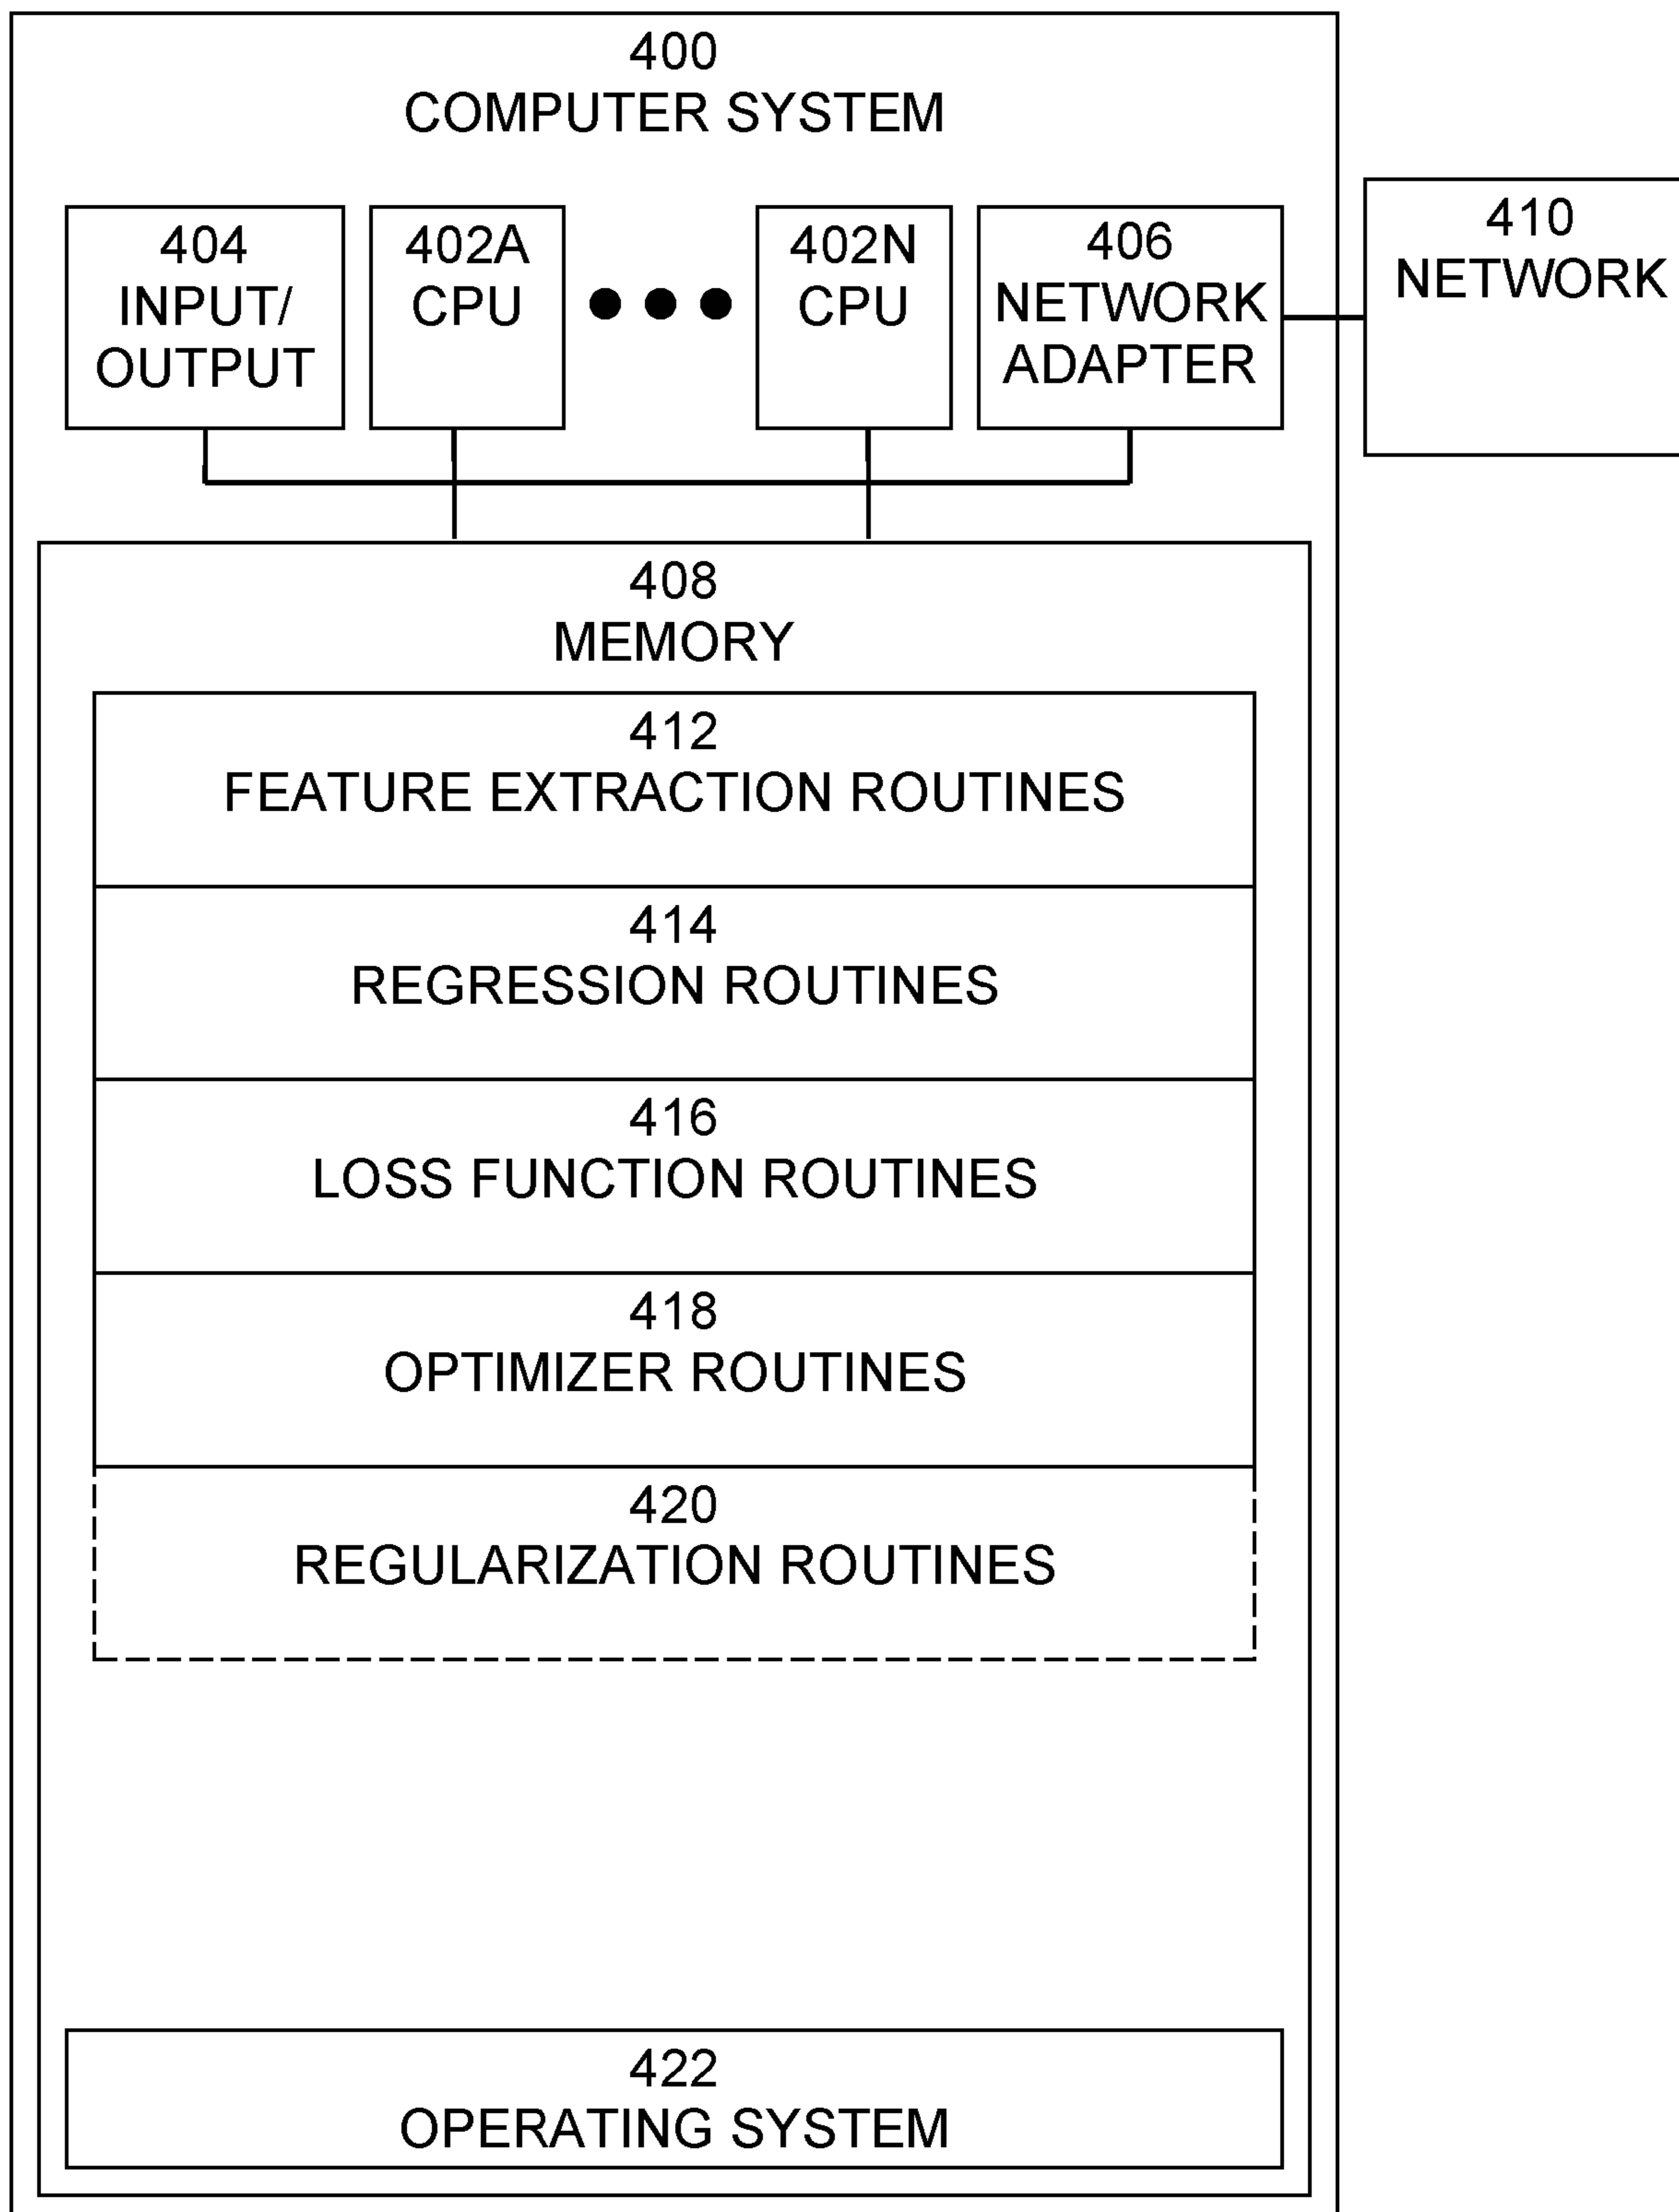 400
COMPUTER SYSTEM
404
INPUT/
OUTPUT
402A
CPU
402N
CPU
406
NETWORK
ADAPTER
410
NETWORK
408
MEMORY
412
FEATURE EXTRACTION ROUTINES
414
REGRESSION ROUTINES
416
LOSS FUNCTION ROUTINES
418
OPTIMIZER ROUTINES
420
REGULARIZATION ROUTINES
422
OPERATING SYSTEM